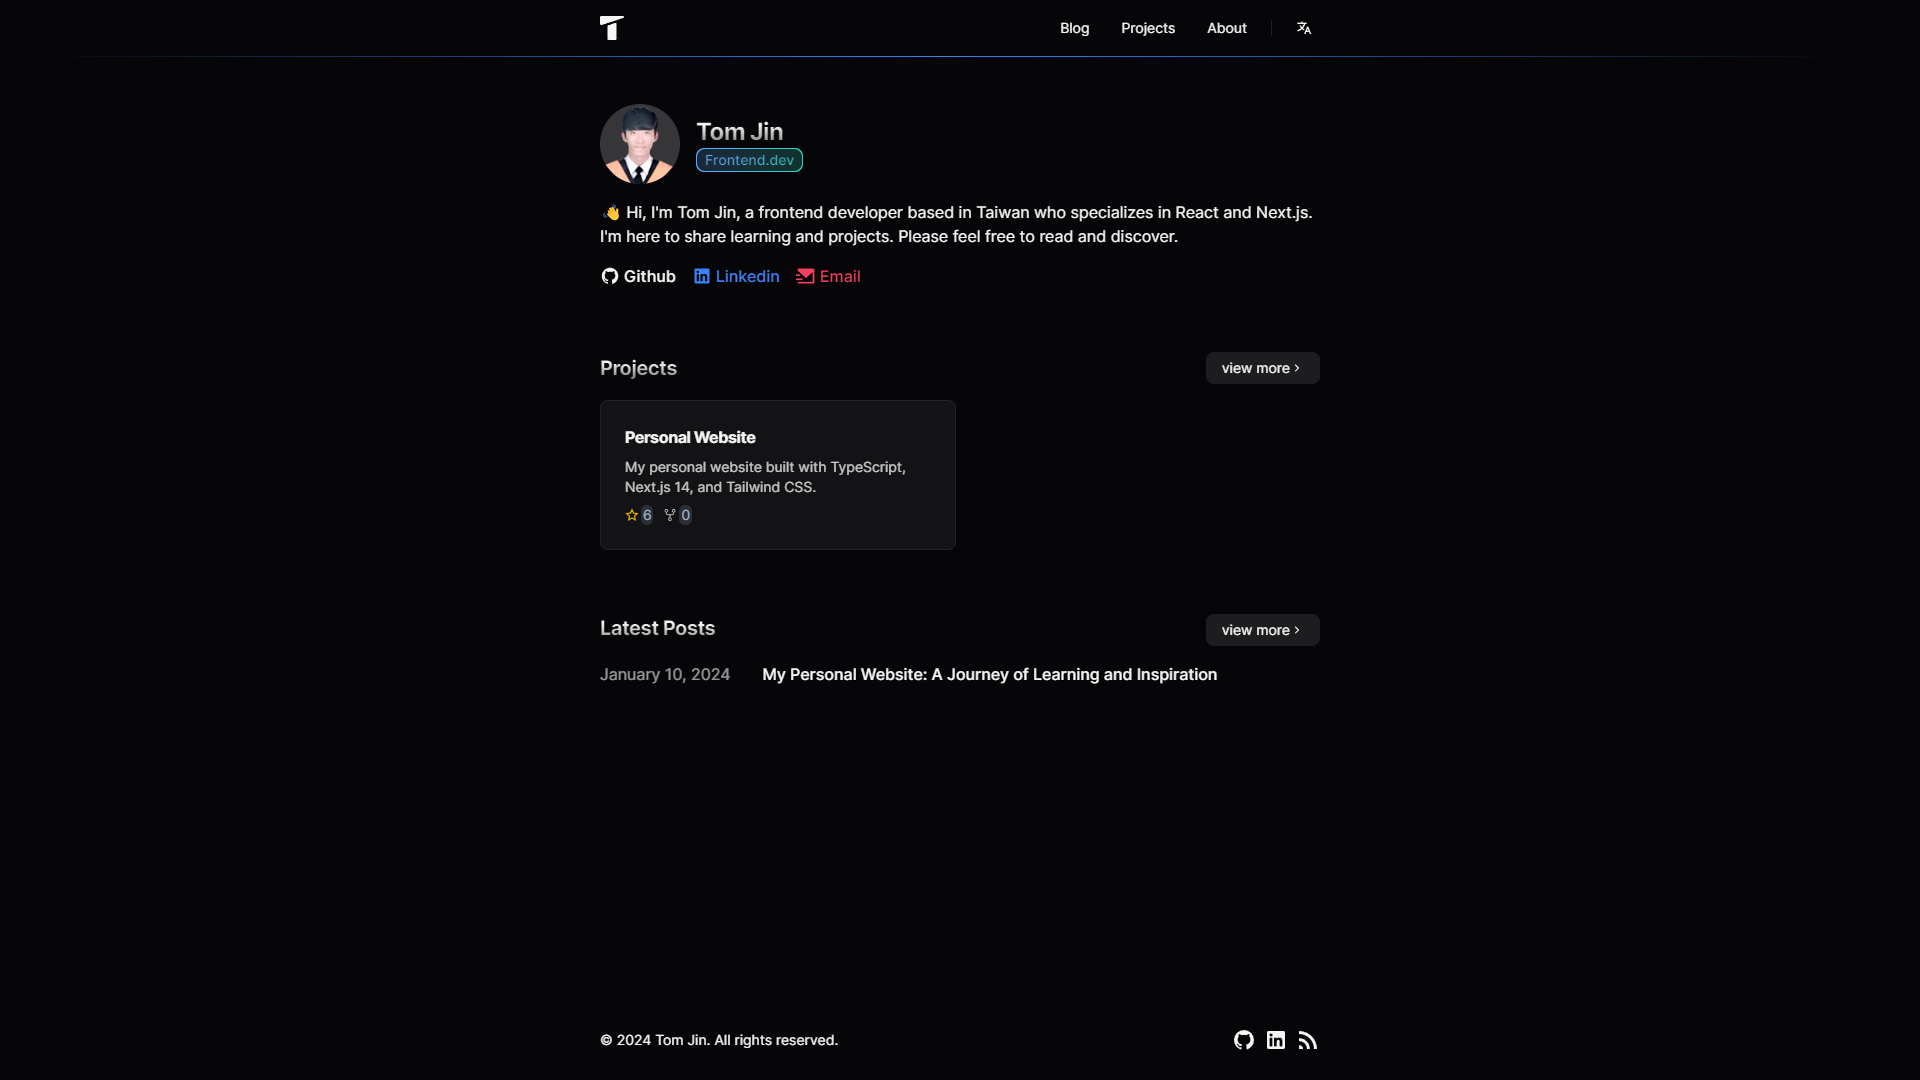 Blog Projects About
Tom Jin
Frontend.dev
👋 Hi, I'm Tom Jin, a frontend developer based in Taiwan who specializes in React and Next.js.
I'm here to share learning and projects. Please feel free to read and discover.
Github Linkedin Email
Projects
view more ›
Personal Website
My personal website built with TypeScript,
Next.js 14, and Tailwind CSS.
6 0
Latest Posts
view more ›
January 10, 2024 My Personal Website: A Journey of Learning and Inspiration
© 2024 Tom Jin. All rights reserved.